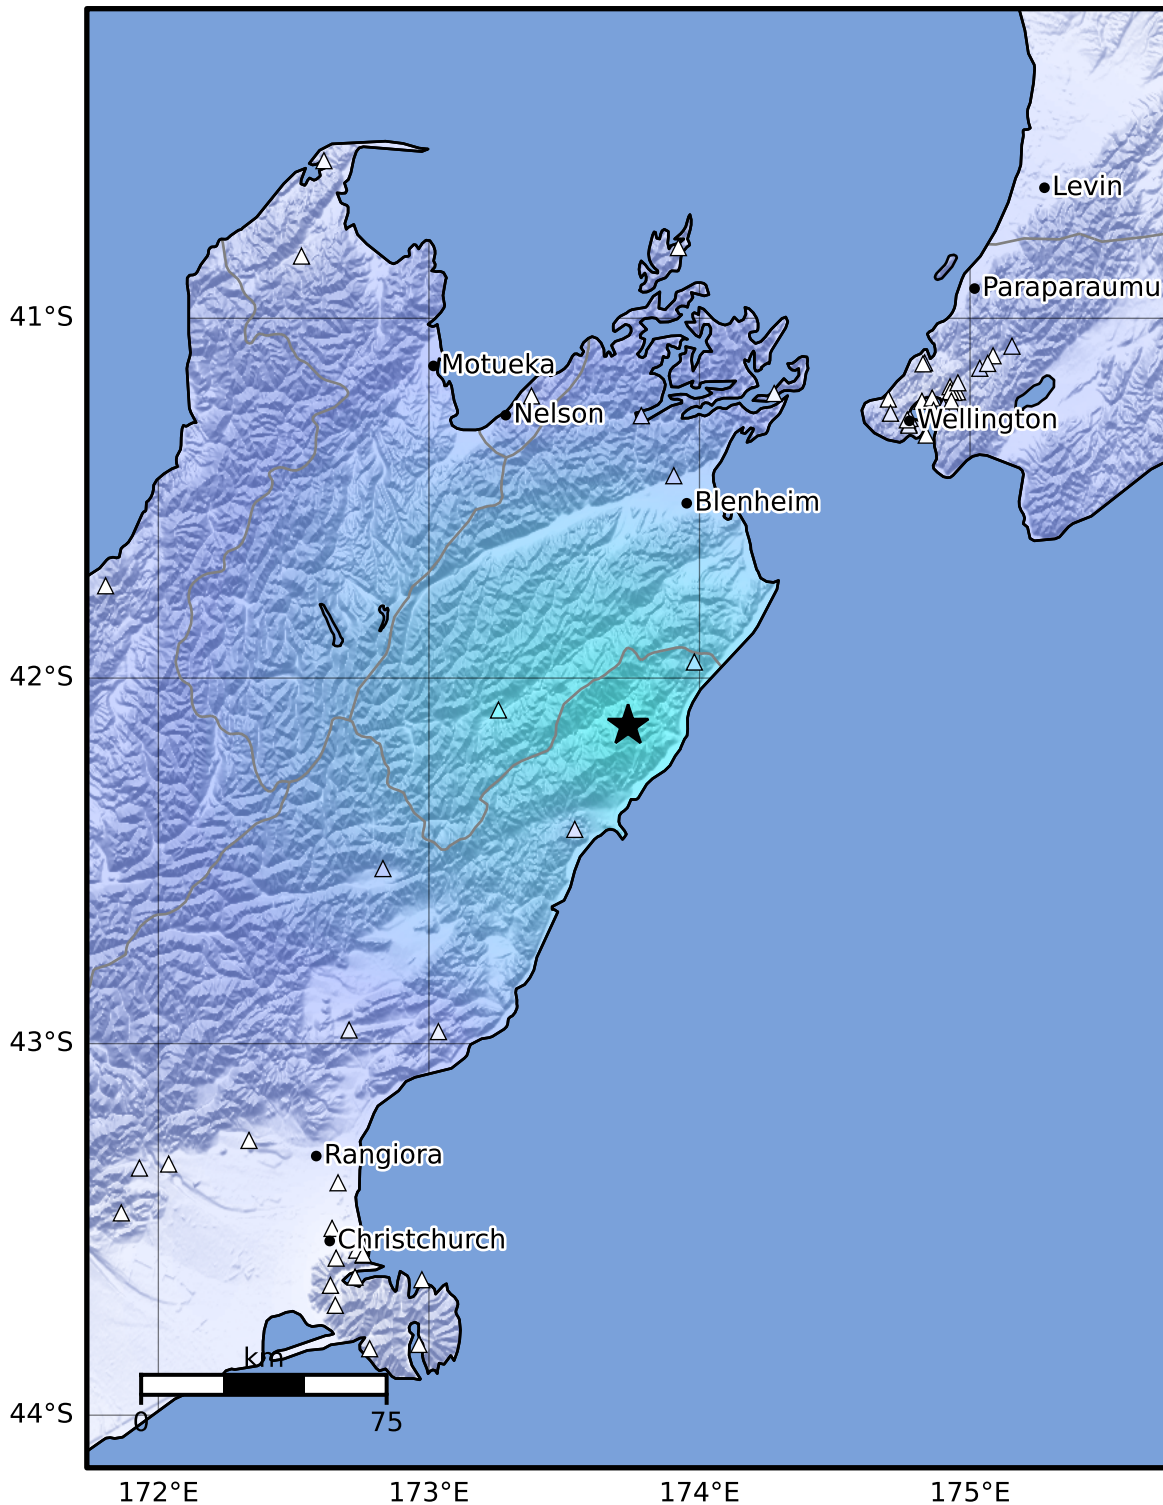 Levin
Paraparaumu
41°S
Motueka
Nelson
Wellington
Blenheim
42°S
43°S
Rangiora
Christchurch
km
0
75
44°S
172°E
173°E
174°E
175°E